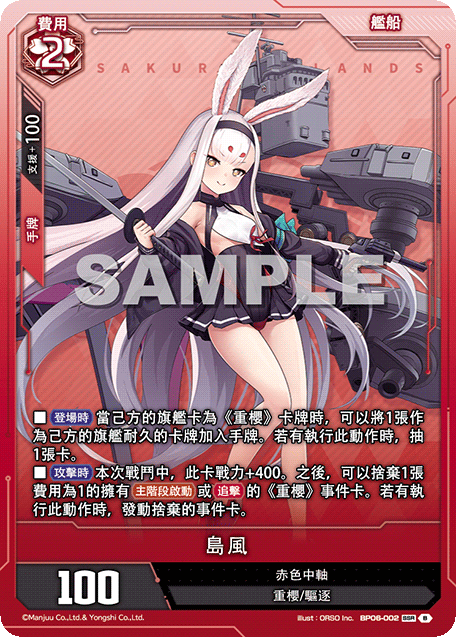 費用
2
艦船
SAKUR
ANDS
支援+100
手牌
SAMPLE
■ 登場時 當己方的旗艦卡為《重櫻》卡牌時，可以將1張作
為己方的旗艦耐久的卡牌加入手牌。若有執行此動作時，抽
1張卡。
■ 攻擊時 本次戰鬥中，此卡戰力+400。之後，可以捨棄1張
費用為1的擁有 主階段啟動 或 追擊 的《重櫻》事件卡。若有執
行此動作時，發動捨棄的事件卡。
島風
100
赤色中軸
重櫻/驅逐
©Manjuu Co.,Ltd.& Yongshi Co.,Ltd.
illust : ORSO Inc. BP06-002 SSR B